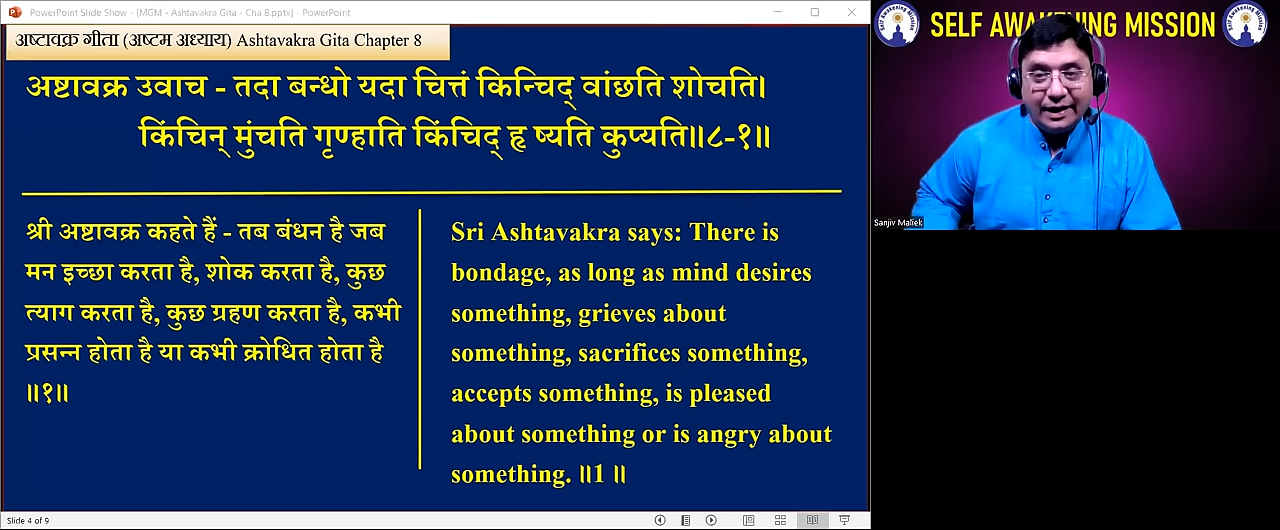 PowerPoint Slide Show - [MGM - Ashtavakra Gita - Cha 8.pptx] - PowerPoint
अष्टावक्र गीता (अष्टम अध्याय) Ashtavakra Gita Chapter 8
अष्टावक्र उवाच - तदा बन्धो यदा चित्तं किन्चिद् वांछति शोचति।
किंचिन् मुंचति गृण्हाति किंचिद् हृ ष्यति कुप्यति॥८-१॥
श्री अष्टावक्र कहते हैं - तब बंधन है जब
मन इच्छा करता है, शोक करता है, कुछ
त्याग करता है, कुछ ग्रहण करता है, कभी
प्रसन्न होता है या कभी क्रोधित होता है
॥१॥
Sri Ashtavakra says: There is
bondage, as long as mind desires
something, grieves about
something, sacrifices something,
accepts something, is pleased
about something or is angry about
something. ॥1 ॥
Slide 4 of 9
SELF AWAKENING MISSION
Sanjiv Maliek